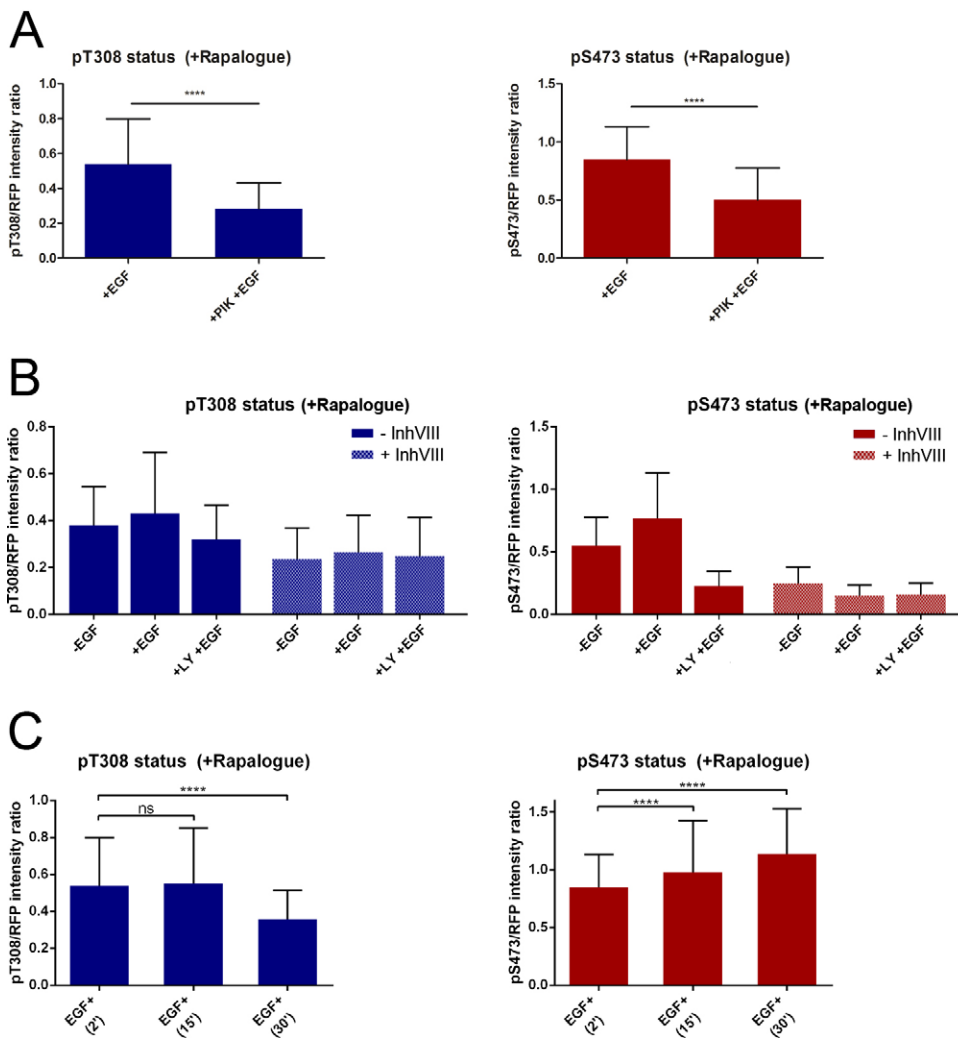 A
pT308 status (+Rapalogue)
pT308/RFP intensity ratio
1.0
0.8
0.6
0.4
0.2
0.0
****
+EGF
+PIK +EGF
pS473 status (+Rapalogue)
pS473/RFP intensity ratio
1.5
1.0
0.5
0.0
****
+EGF
+PIK +EGF
B
pT308 status (+Rapalogue)
pT308/RFP intensity ratio
0.8
0.6
0.4
0.2
0.0
- InhVIII
+ InhVIII
-EGF
+EGF
+LY +EGF
-EGF
+EGF
+LY +EGF
pS473 status (+Rapalogue)
pS473/RFP intensity ratio
1.5
1.0
0.5
0.0
- InhVIII
+ InhVIII
-EGF
+EGF
+LY +EGF
-EGF
+EGF
+LY +EGF
C
pT308 status (+Rapalogue)
pT308/RFP intensity ratio
1.0
0.8
0.6
0.4
0.2
0.0
****
ns
EGF+
(2')
EGF+
(15')
EGF+
(30')
pS473 status (+Rapalogue)
pS473/RFP intensity ratio
1.5
1.0
0.5
0.0
****
****
EGF+
(2')
EGF+
(15')
EGF+
(30')